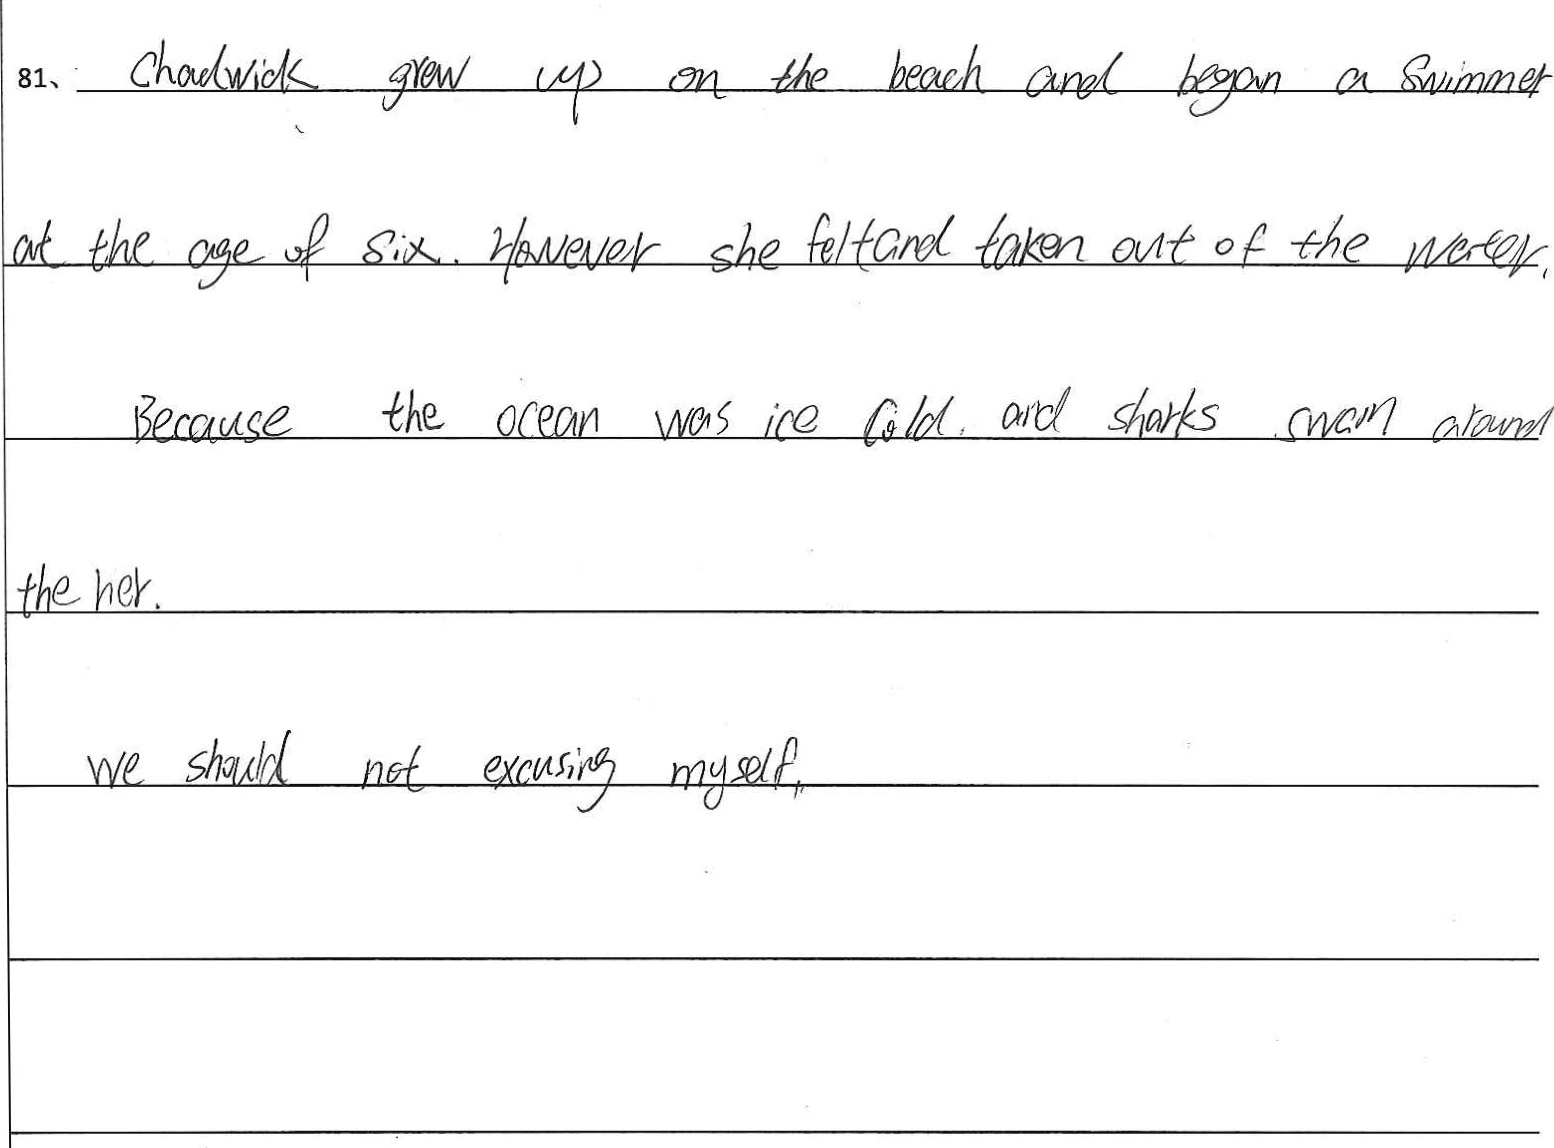 81、 Chadwick grew up on the beach and began a swimmer
at the age of six. However she feltand taken out of the water.
Because the ocean was ice cold. and sharks swam around
the her.
we should not excusing myself.